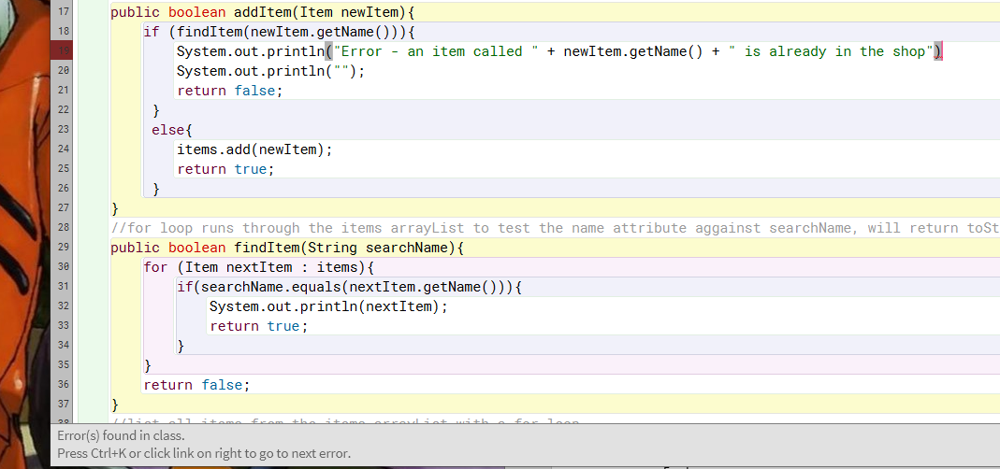 17 public boolean addItem(Item newItem){
18 if (findItem(newItem.getName())){
19 System.out.println("Error - an item called " + newItem.getName() + " is already in the shop")
20 System.out.println("");
21 return false;
22 }
23 else{
24 items.add(newItem);
25 return true;
26 }
27 }
28 //for loop runs through the items arrayList to test the name attribute aggainst searchName, will return toSt
29 public boolean findItem(String searchName){
30 for (Item nextItem : items){
31 if(searchName.equals(nextItem.getName())){
32 System.out.println(nextItem);
33 return true;
34 }
35 }
36 return false;
37 }
38 //list all items from the items arrayList with a for loop
Error(s) found in class.
Press Ctrl+K or click link on right to go to next error.